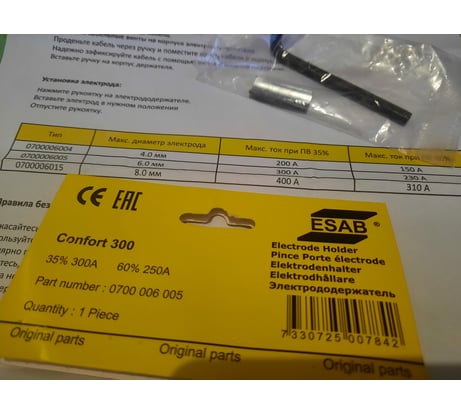 Проденьте кабель через ручку и поместите
Надежно зафиксируйте кабель с помощью
Вставьте ручку на корпус держателя.
Установка электрода:
Нажмите рукоятку на электрододержателе.
Вставьте электрод в нужном положении
Отпустите рукоятку.
Тип Макс. диаметр электрода Макс. ток при ПВ 35% Макс. ток при
0700006004 4.0 мм 200 А 150 А
0700006005 6.0 мм 300 А 230 А
0700006015 8.0 мм 400 А 310 А
Правила без
CE EAC
ESAB ®
Confort 300
35% 300A 60% 250A
Part number : 0700 006 005
Quantity : 1 Piece
Electrode Holder
Pince Porte électrode
Elektrodenhalter
Elektrodhållare
Электрододержатель
7 330725 007842
Original parts Original parts Original parts